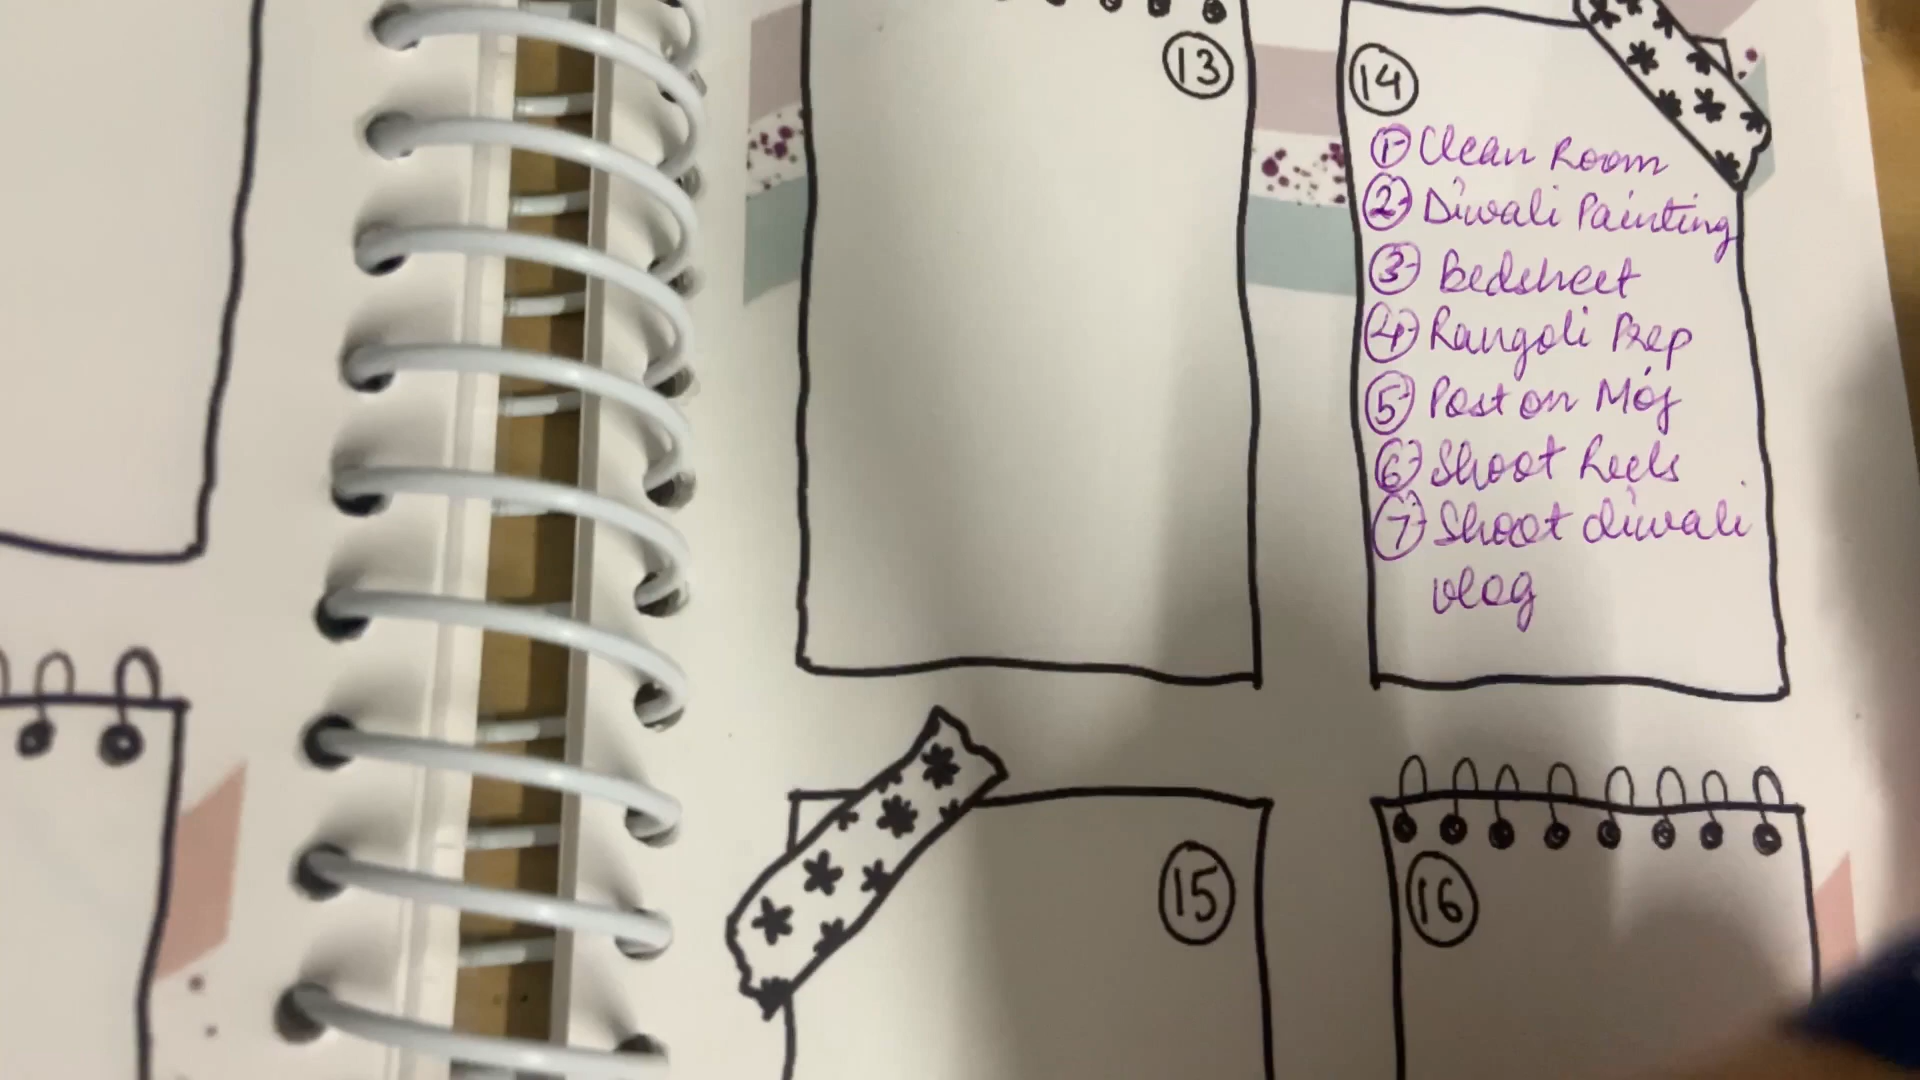 13
14
① Clean Room
② Diwali Painting
③ Bedsheet
④ Rangoli Prep
⑤ Post on Moj
⑥ Shoot Reels
⑦ Shoot diwali
vlog
15
16